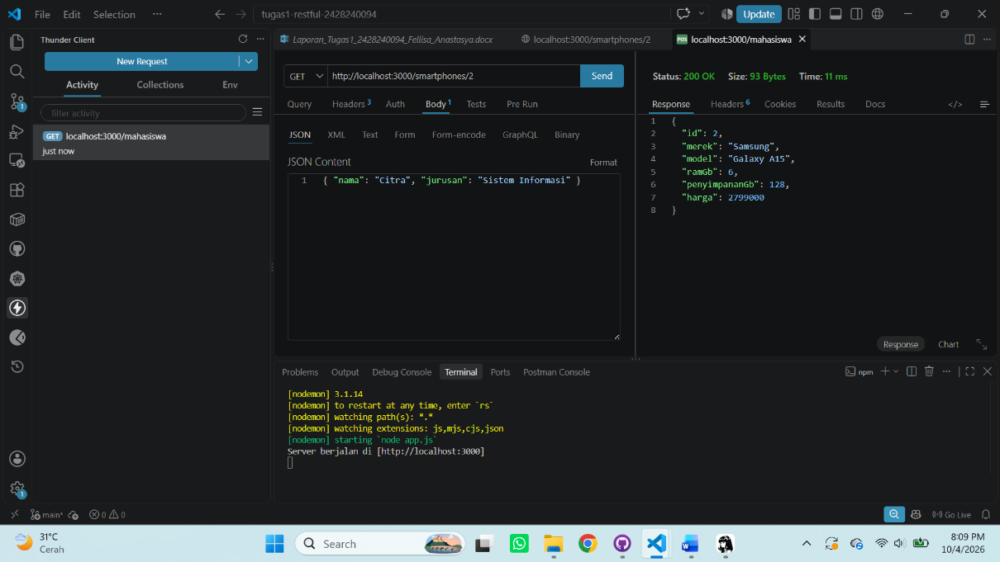 File Edit Selection ··· tugas1-restful-2428240094 Update
Thunder Client ···
New Request
Activity Collections Env
filter activity
GET localhost:3000/mahasiswa
just now
Laporan_Tugas1_2428240094_Fellisa_Anastasya.docx localhost:3000/smartphones/2 POS localhost:3000/mahasiswa ···
GET http://localhost:3000/smartphones/2 Send
Query Headers 3 Auth Body 1 Tests Pre Run
JSON XML Text Form Form-encode GraphQL Binary
JSON Content Format
1 { "nama": "Citra", "jurusan": "Sistem Informasi" }
Status: 200 OK Size: 93 Bytes Time: 11 ms
Response Headers 6 Cookies Results Docs </>
1 {
2 "id": 2,
3 "merek": "Samsung",
4 "model": "Galaxy A15",
5 "ramGb": 6,
6 "penyimpananGb": 128,
7 "harga": 2799000
8 }
Response Chart
Problems Output Debug Console Terminal Ports Postman Console npm ···
[nodemon] 3.1.14
[nodemon] to restart at any time, enter `rs`
[nodemon] watching path(s): *.*
[nodemon] watching extensions: js,mjs,cjs,json
[nodemon] starting `node app.js`
Server berjalan di [http://localhost:3000]
1
1
main* 0 0 Go Live
31°C
Cerah
Search
8:09 PM
10/4/2026